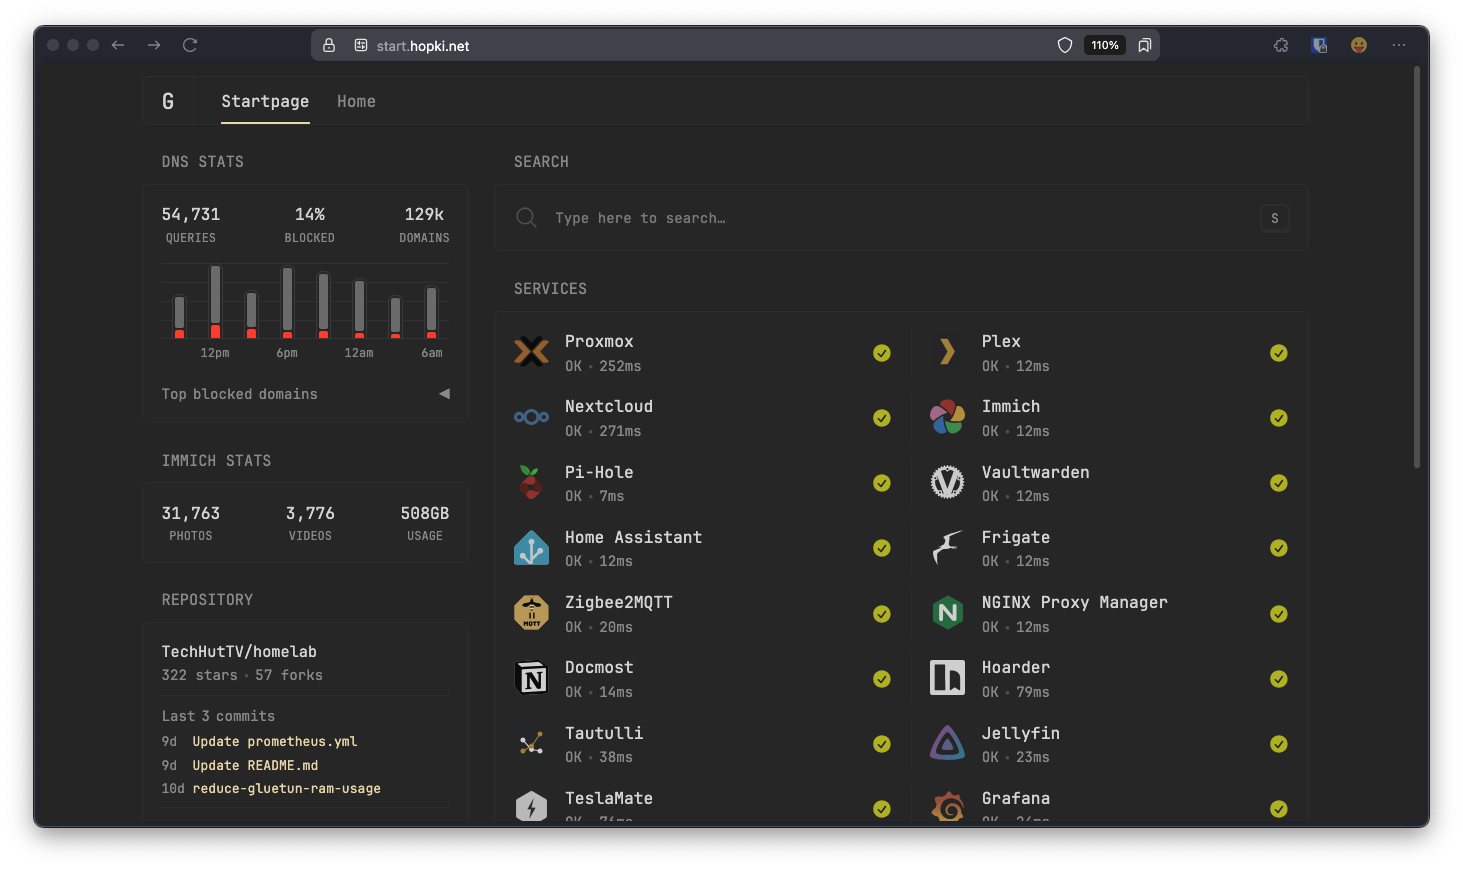 start.hopki.net
110%
G
Startpage
Home
DNS STATS
54,731
14%
129k
QUERIES
BLOCKED
DOMAINS
12pm
6pm
12am
6am
Top blocked domains
IMMICH STATS
31,763
3,776
508GB
PHOTOS
VIDEOS
USAGE
REPOSITORY
TechHutTV/homelab
322 stars • 57 forks
Last 3 commits
9d Update prometheus.yml
9d Update README.md
10d reduce-gluetun-ram-usage
SEARCH
Type here to search…
S
SERVICES
Proxmox
OK • 252ms
Plex
OK • 12ms
Nextcloud
OK • 271ms
Immich
OK • 12ms
Pi-Hole
OK • 7ms
Vaultwarden
OK • 12ms
Home Assistant
OK • 12ms
Frigate
OK • 12ms
MQTT
Zigbee2MQTT
OK • 20ms
NGINX Proxy Manager
OK • 12ms
Docmost
OK • 14ms
Hoarder
OK • 79ms
Tautulli
OK • 38ms
Jellyfin
OK • 23ms
TeslaMate
Grafana